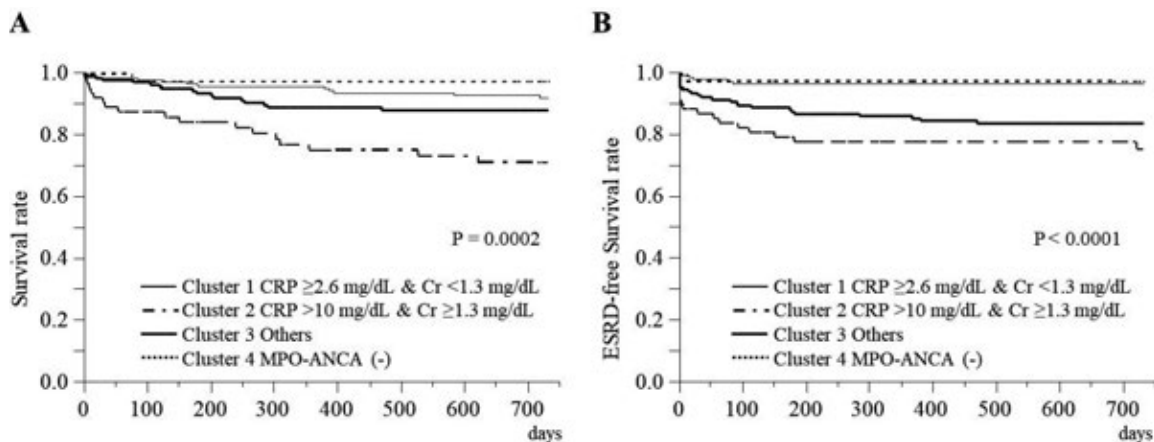 A
Survival rate
1.0
0.8
0.6
0.4
0.2
0.0
P = 0.0002
Cluster 1 CRP ≥2.6 mg/dL & Cr <1.3 mg/dL
Cluster 2 CRP >10 mg/dL & Cr ≥1.3 mg/dL
Cluster 3 Others
Cluster 4 MPO-ANCA (-)
0 100 200 300 400 500 600 700
days
B
ESRD-free Survival rate
1.0
0.8
0.6
0.4
0.2
0.0
P < 0.0001
Cluster 1 CRP ≥2.6 mg/dL & Cr <1.3 mg/dL
Cluster 2 CRP >10 mg/dL & Cr ≥1.3 mg/dL
Cluster 3 Others
Cluster 4 MPO-ANCA (-)
0 100 200 300 400 500 600 700
days